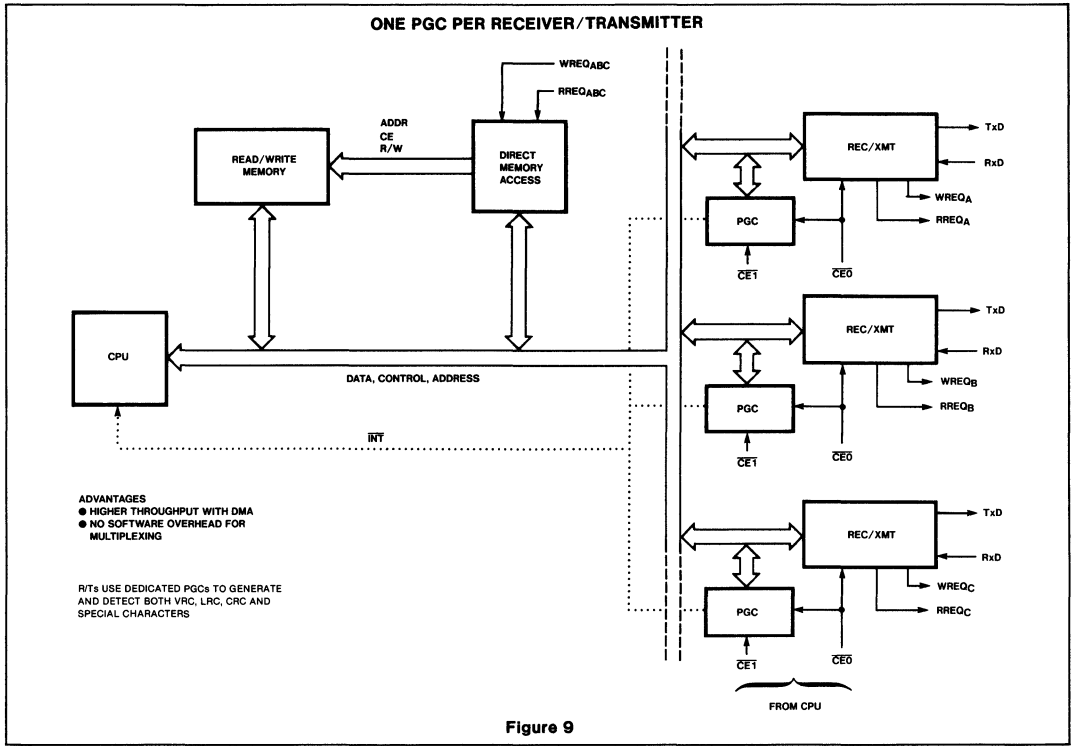 ONE PGC PER RECEIVER/TRANSMITTER
WREQABC
RREQABC
ADDR
CE
R/W
READ/WRITE
MEMORY
DIRECT
MEMORY
ACCESS
REC/XMT
TxD
RxD
WREQA
RREQA
PGC
CE1
CE0
CPU
DATA, CONTROL, ADDRESS
INT
REC/XMT
TxD
RxD
WREQB
RREQB
PGC
CE1
CE0
ADVANTAGES
● HIGHER THROUGHPUT WITH DMA
● NO SOFTWARE OVERHEAD FOR
MULTIPLEXING
R/Ts USE DEDICATED PGCs TO GENERATE
AND DETECT BOTH VRC, LRC, CRC AND
SPECIAL CHARACTERS
REC/XMT
TxD
RxD
WREQC
RREQC
PGC
CE1
CE0
FROM CPU
Figure 9